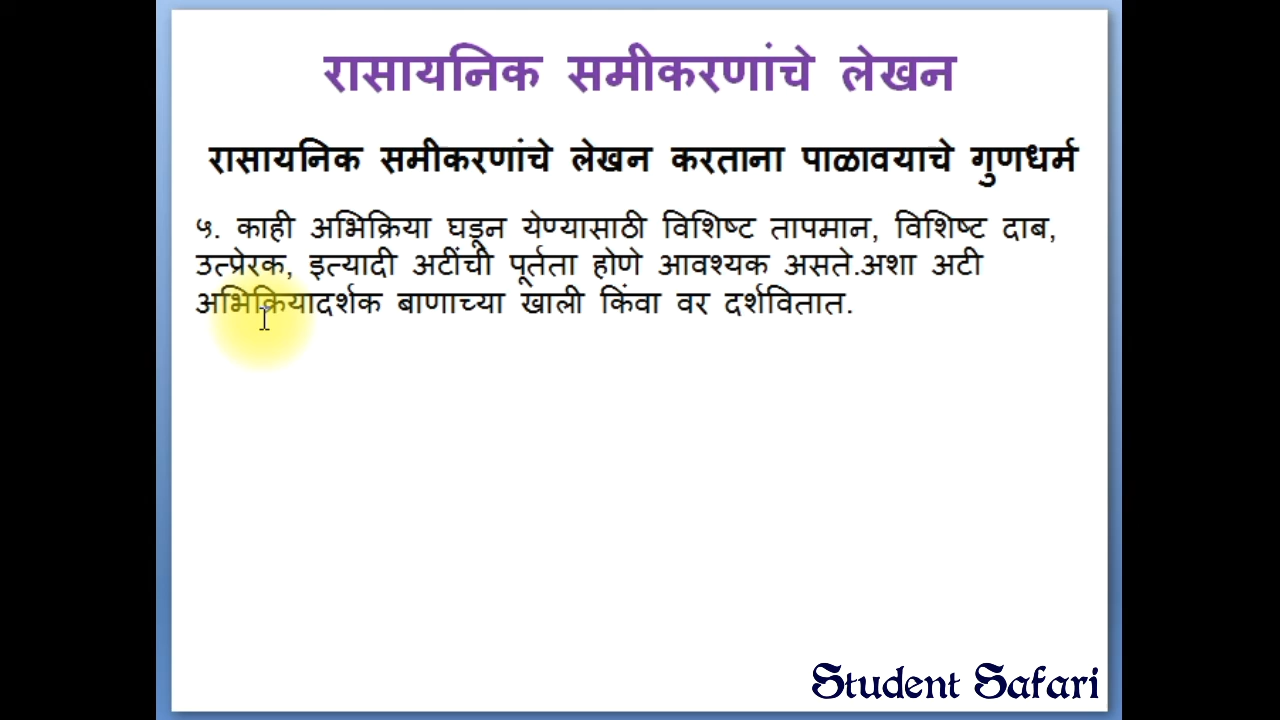 रासायनिक समीकरणांचे लेखन
रासायनिक समीकरणांचे लेखन करताना पाळावयाचे गुणधर्म
५. काही अभिक्रिया घडून येण्यासाठी विशिष्ट तापमान, विशिष्ट दाब,
उत्प्रेरक, इत्यादी अटींची पूर्तता होणे आवश्यक असते.अशा अटी
अभिक्रियादर्शक बाणाच्या खाली किंवा वर दर्शवितात.
Student Safari